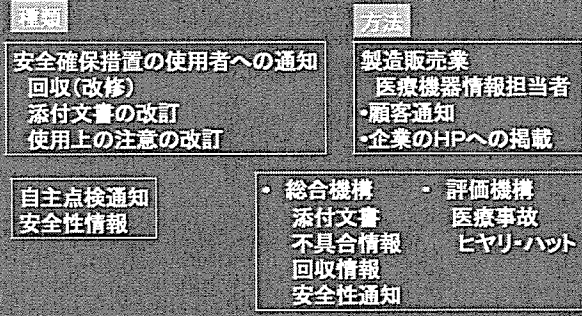 種類
安全確保措置の使用者への通知
回収(改修)
添付文書の改訂
使用上の注意の改訂
自主点検通知
安全性情報
方法
製造販売業
医療機器情報担当者
・顧客通知
・企業のHPへの掲載
・ 総合機構
添付文書
不具合情報
回収情報
安全性通知
・ 評価機構
医療事故
ヒヤリ・ハット